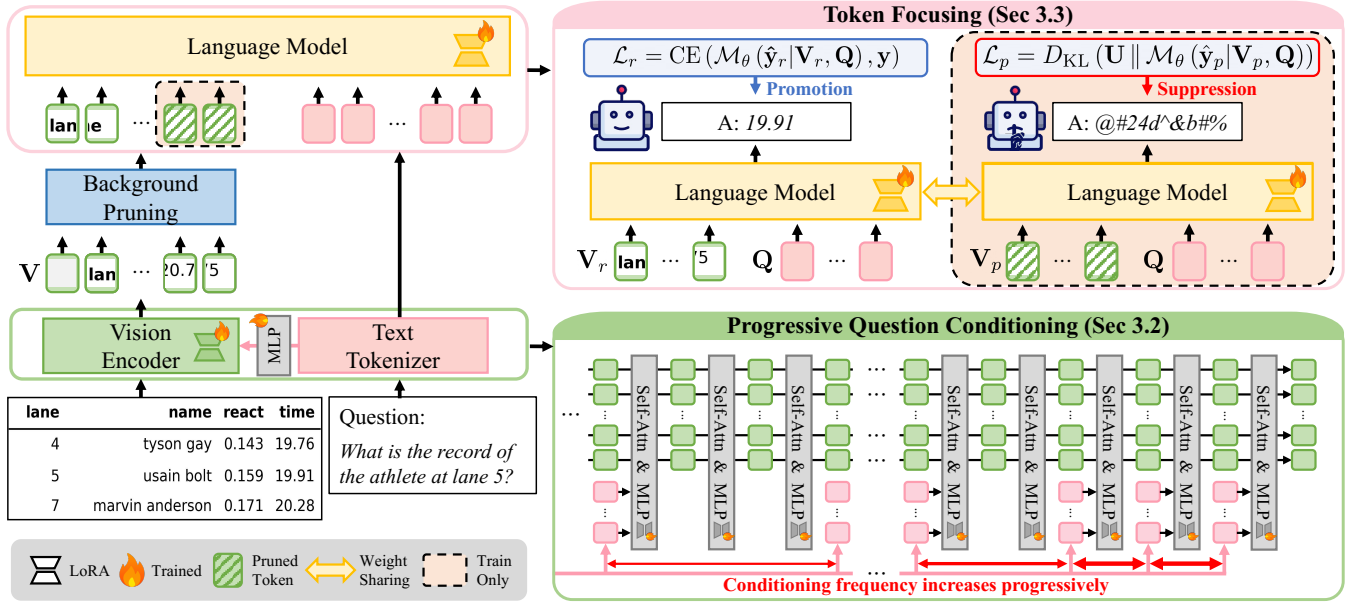 Language Model
lan
ne
...
...
Background
Pruning
V
lan
...
20.7
75
Vision
Encoder
MLP
Text
Tokenizer
lane name react time
4 tyson gay 0.143 19.76
5 usain bolt 0.159 19.91
7 marvin anderson 0.171 20.28
Question:
What is the record of
the athlete at lane 5?
LoRA
Trained
Pruned
Token
Weight
Sharing
Train
Only
Token Focusing (Sec 3.3)
ℒ_r = CE (ℳ_θ (ŷ_r|V_r, Q) , y)
Promotion
A: 19.91
Language Model
V_r
lan
...
75
Q
...
ℒ_p = D_KL (U ∥ ℳ_θ (ŷ_p|V_p, Q))
Suppression
A: @#24d^&b#%
Language Model
V_p
...
Q
...
Progressive Question Conditioning (Sec 3.2)
...
Self-Attn & MLP
Self-Attn & MLP
Self-Attn & MLP
...
Self-Attn & MLP
Self-Attn & MLP
Self-Attn & MLP
Self-Attn & MLP
Self-Attn & MLP
...
Conditioning frequency increases progressively